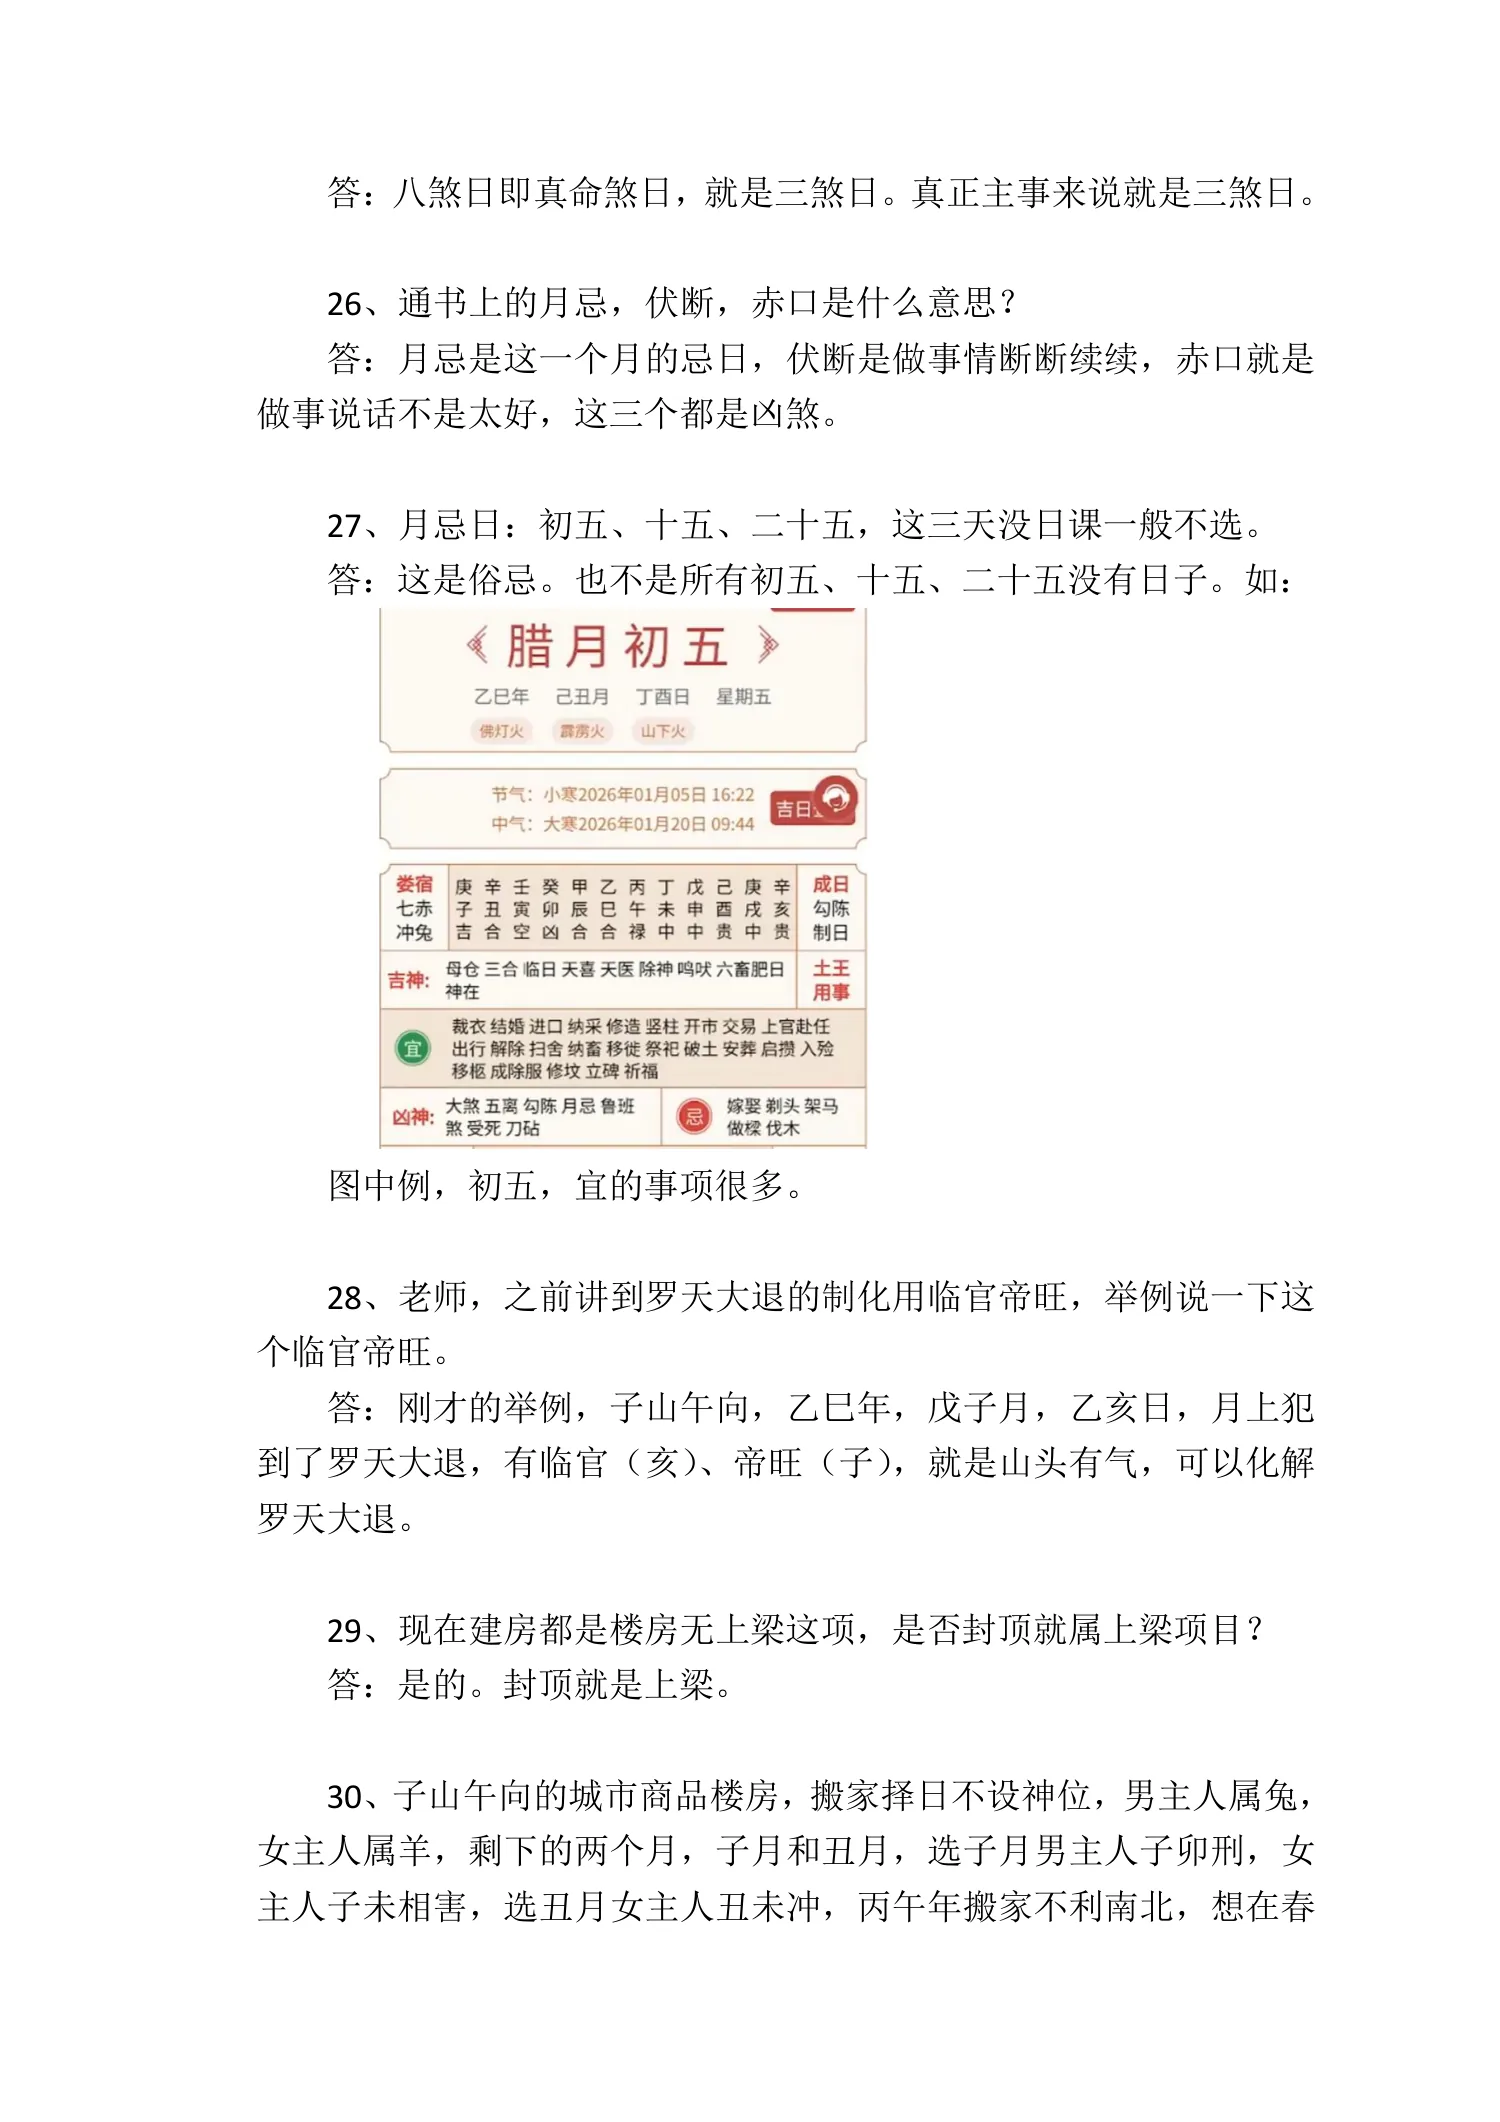 答：八煞日即真命煞日，就是三煞日。真正主事来说就是三煞日。
26、通书上的月忌，伏断，赤口是什么意思？
答：月忌是这一个月的忌日，伏断是做事情断断续续，赤口就是
做事说话不是太好，这三个都是凶煞。
27、月忌日：初五、十五、二十五，这三天没日课一般不选。
答：这是俗忌。也不是所有初五、十五、二十五没有日子。如：
腊月初五
乙巳年 己丑月 丁酉日 星期五
佛灯火 霹雳火 山下火
节气：小寒2026年01月05日 16:22
中气：大寒2026年01月20日 09:44
吉日
娄宿
七赤
冲兔
庚 辛 壬 癸 甲 乙 丙 丁 戊 己 庚 辛
子 丑 寅 卯 辰 巳 午 未 申 酉 戌 亥
吉 合 空 凶 合 合 禄 中 中 贵 中 贵
成日
勾陈
制日
吉神:
母仓 三合 临日 天喜 天医 除神 鸣吠 六畜肥日
神在
土王
用事
宜
裁衣 结婚 进口 纳采 修造 竖柱 开市 交易 上官赴任
出行 解除 扫舍 纳畜 移徙 祭祀 破土 安葬 启攒 入殓
移柩 成除服 修坟 立碑 祈福
凶神:
大煞 五离 勾陈 月忌 鲁班
煞 受死 刀砧
忌
嫁娶 剃头 架马
做樑 伐木
图中例，初五，宜的事项很多。
28、老师，之前讲到罗天大退的制化用临官帝旺，举例说一下这
个临官帝旺。
答：刚才的举例，子山午向，乙巳年，戊子月，乙亥日，月上犯
到了罗天大退，有临官（亥）、帝旺（子），就是山头有气，可以化解
罗天大退。
29、现在建房都是楼房无上梁这项，是否封顶就属上梁项目？
答：是的。封顶就是上梁。
30、子山午向的城市商品楼房，搬家择日不设神位，男主人属兔，
女主人属羊，剩下的两个月，子月和丑月，选子月男主人子卯刑，女
主人子未相害，选丑月女主人丑未冲，丙午年搬家不利南北，想在春